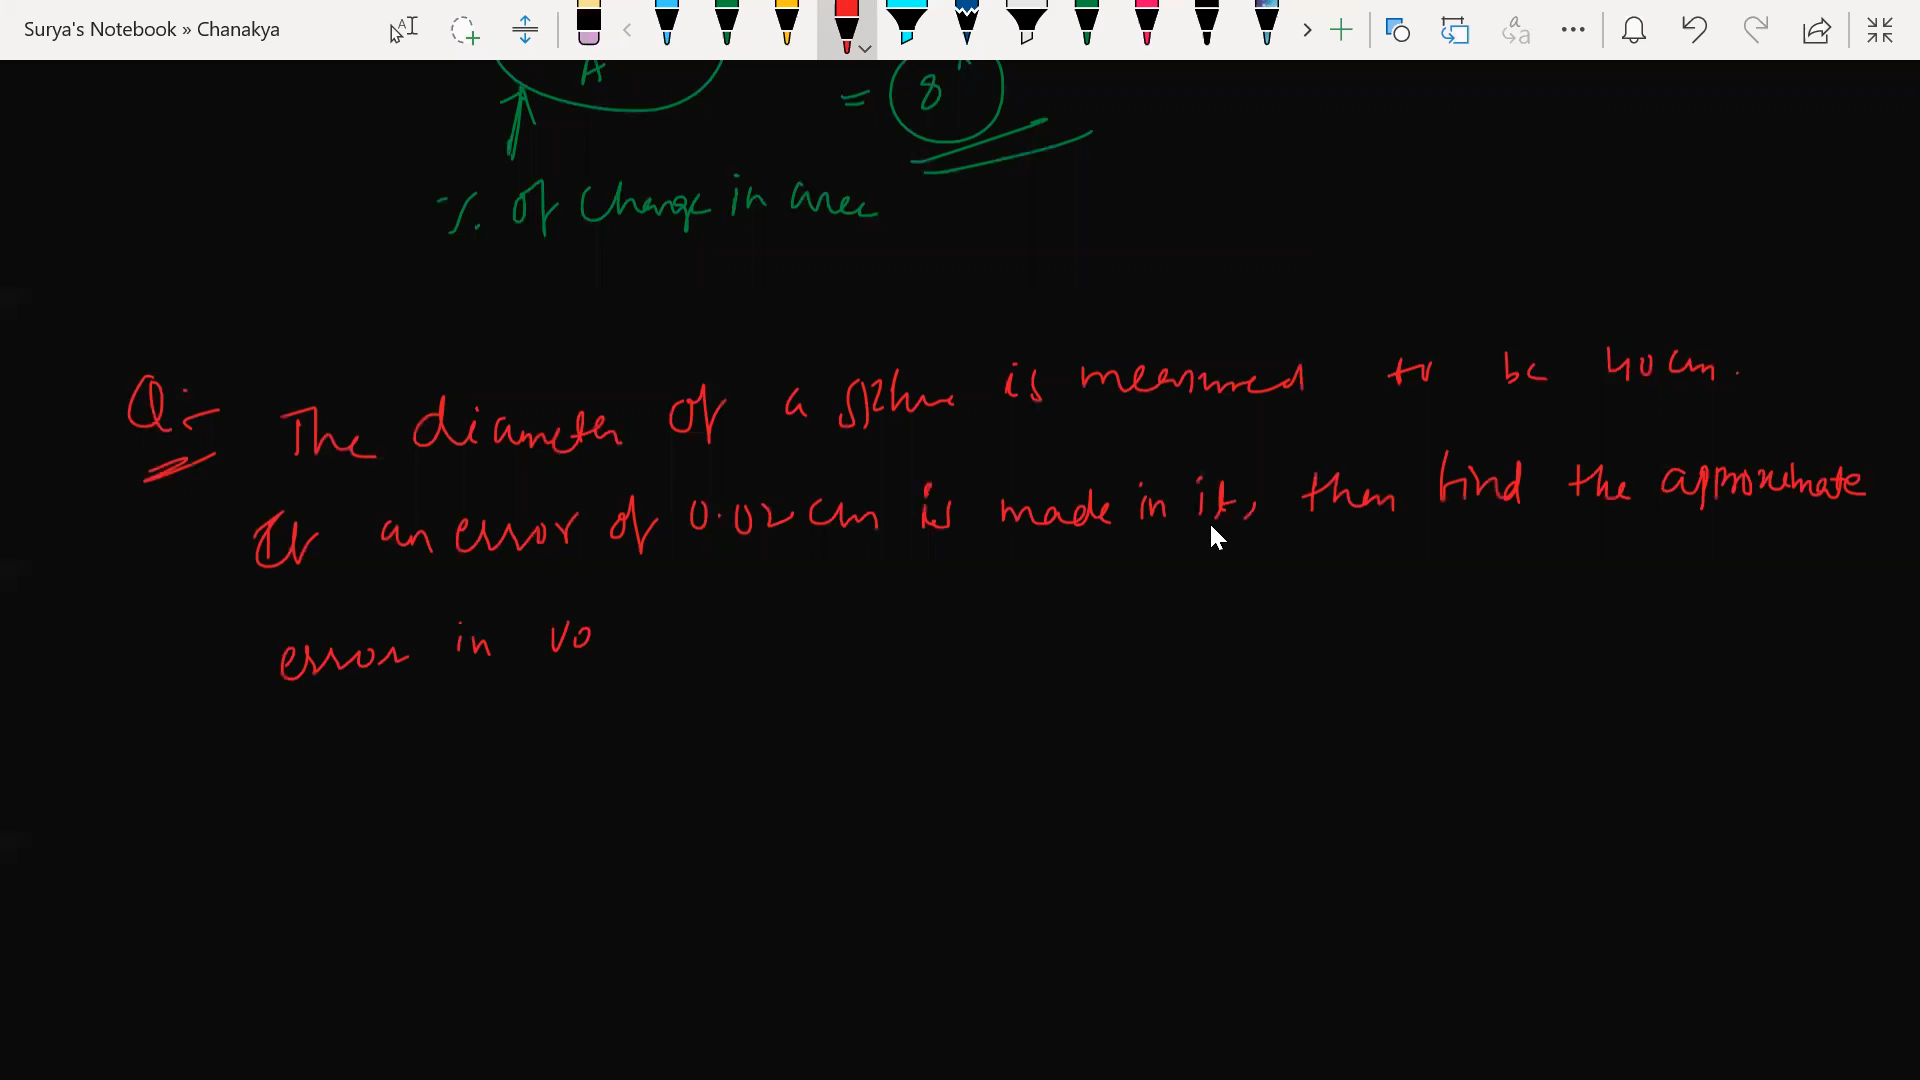 Surya's Notebook » Chanakya
A
= 8
% of change in area
Q:- The diameter of a sphere is measured to be 40 cm.
If an error of 0.02 cm is made in it, then find the approximate
error in vo